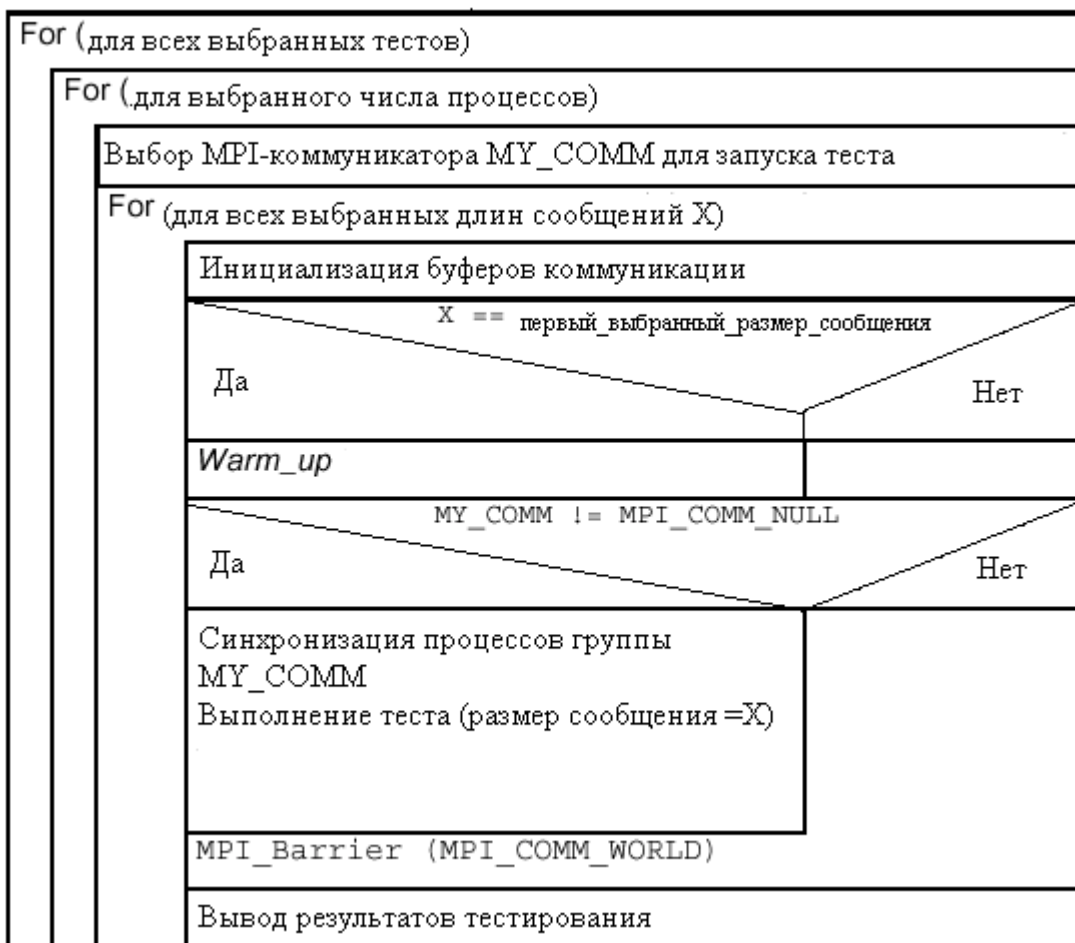 For (для всех выбранных тестов)
For (для выбранного числа процессов)
Выбор MPI-коммуникатора MY_COMM для запуска теста
For (для всех выбранных длин сообщений X)
Инициализация буферов коммуникации
X == первый_выбранный_размер_сообщения
Да
Нет
Warm_up
MY_COMM != MPI_COMM_NULL
Да
Нет
Синхронизация процессов группы
MY_COMM
Выполнение теста (размер сообщения =X)
MPI_Barrier (MPI_COMM_WORLD)
Вывод результатов тестирования